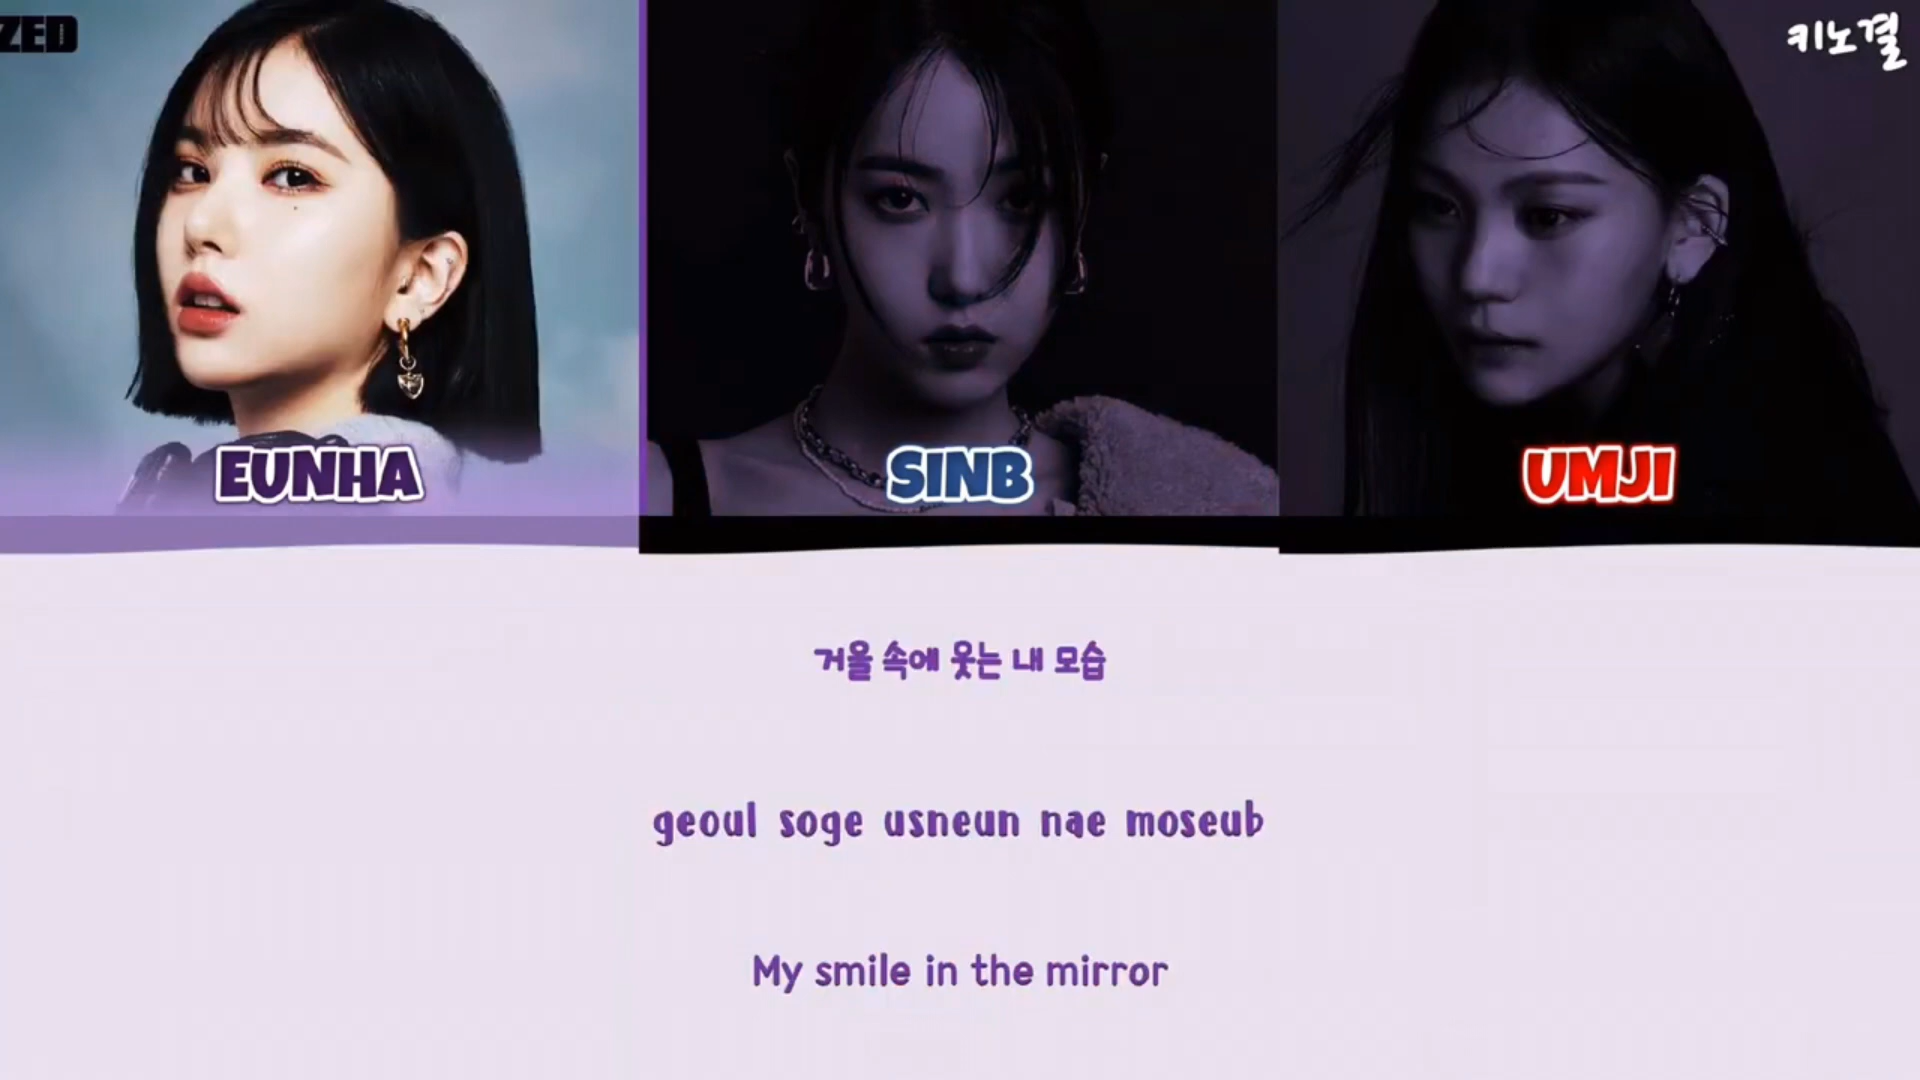 ZED
키노결
EUNHA
SINB
UMJI
거울 속에 웃는 내 모습
geoul soge usneun nae moseub
My smile in the mirror